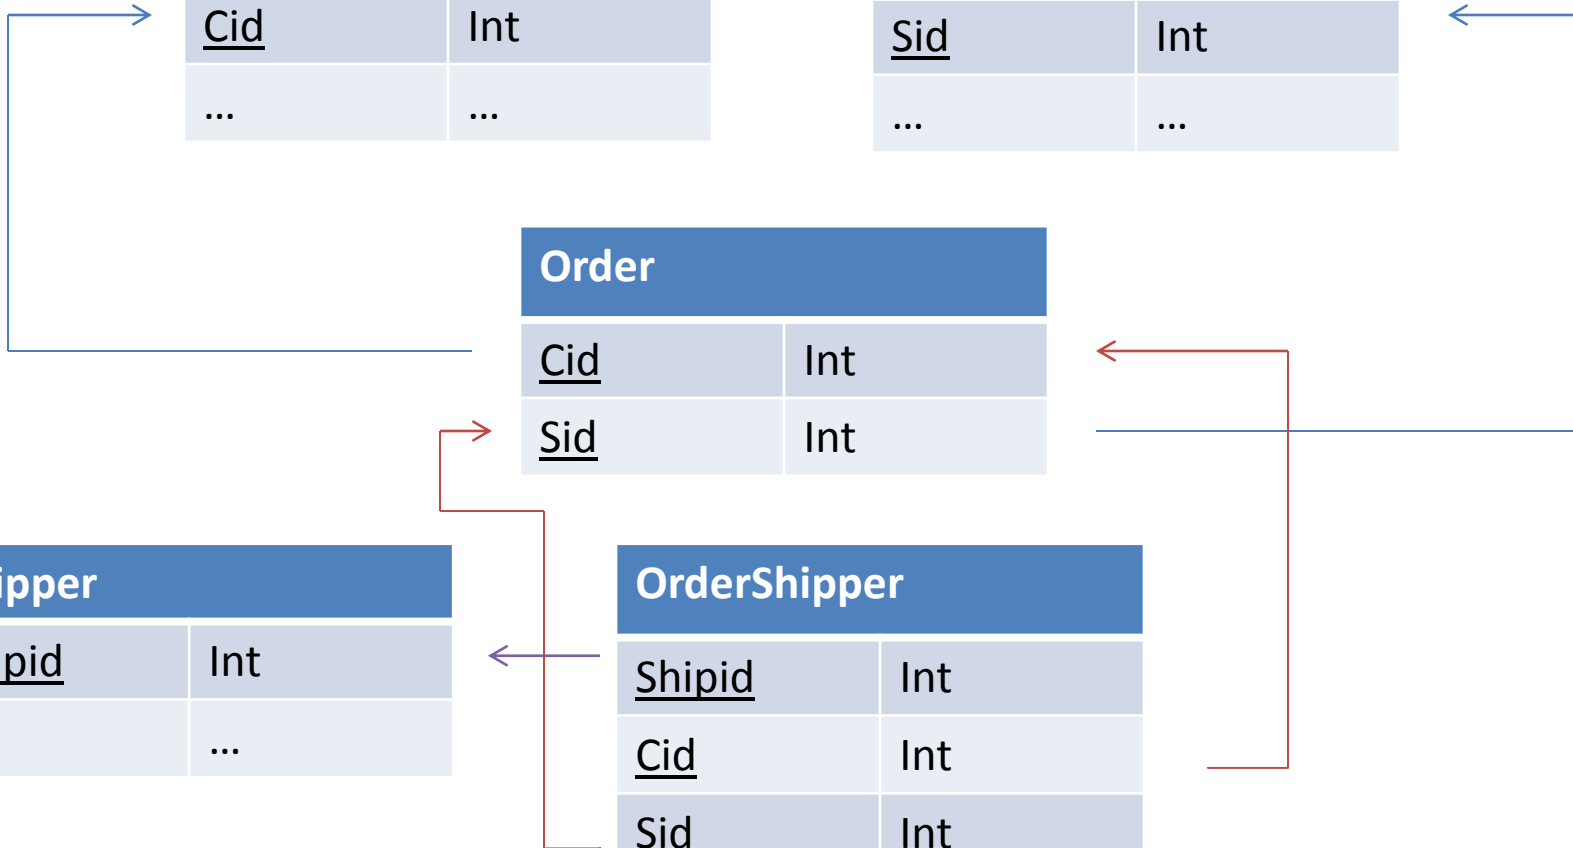 Cid Int
... ...
Sid Int
... ...
Order
Cid Int
Sid Int
ipper
pid Int
...
OrderShipper
Shipid Int
Cid Int
Sid Int